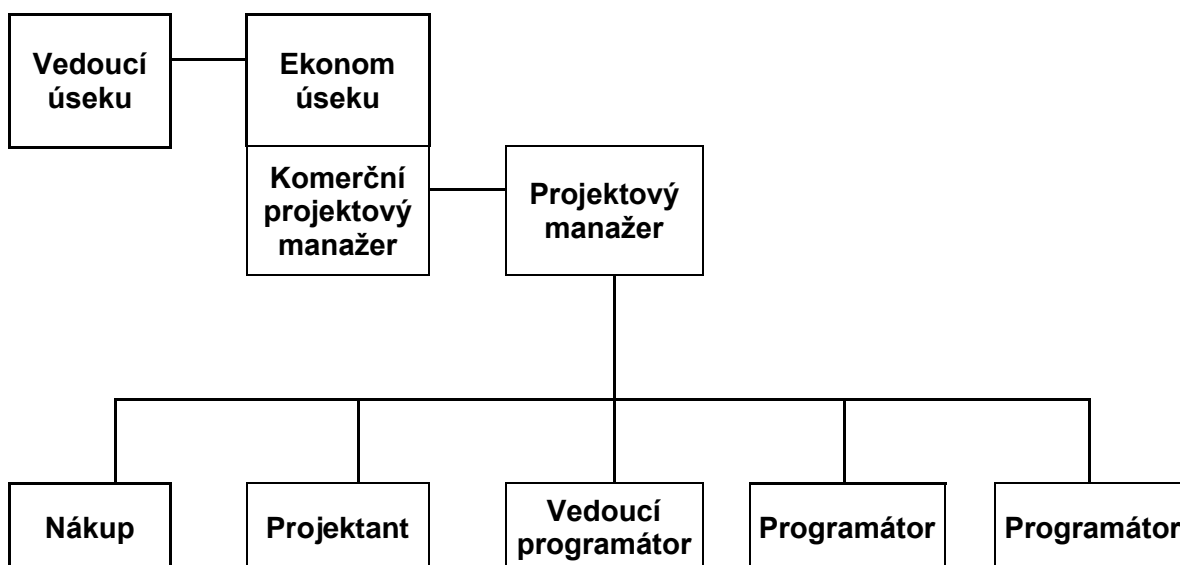 Vedoucí
úseku
Ekonom
úseku
Komerční
projektový
manažer
Projektový
manažer
Nákup
Projektant
Vedoucí
programátor
Programátor
Programátor